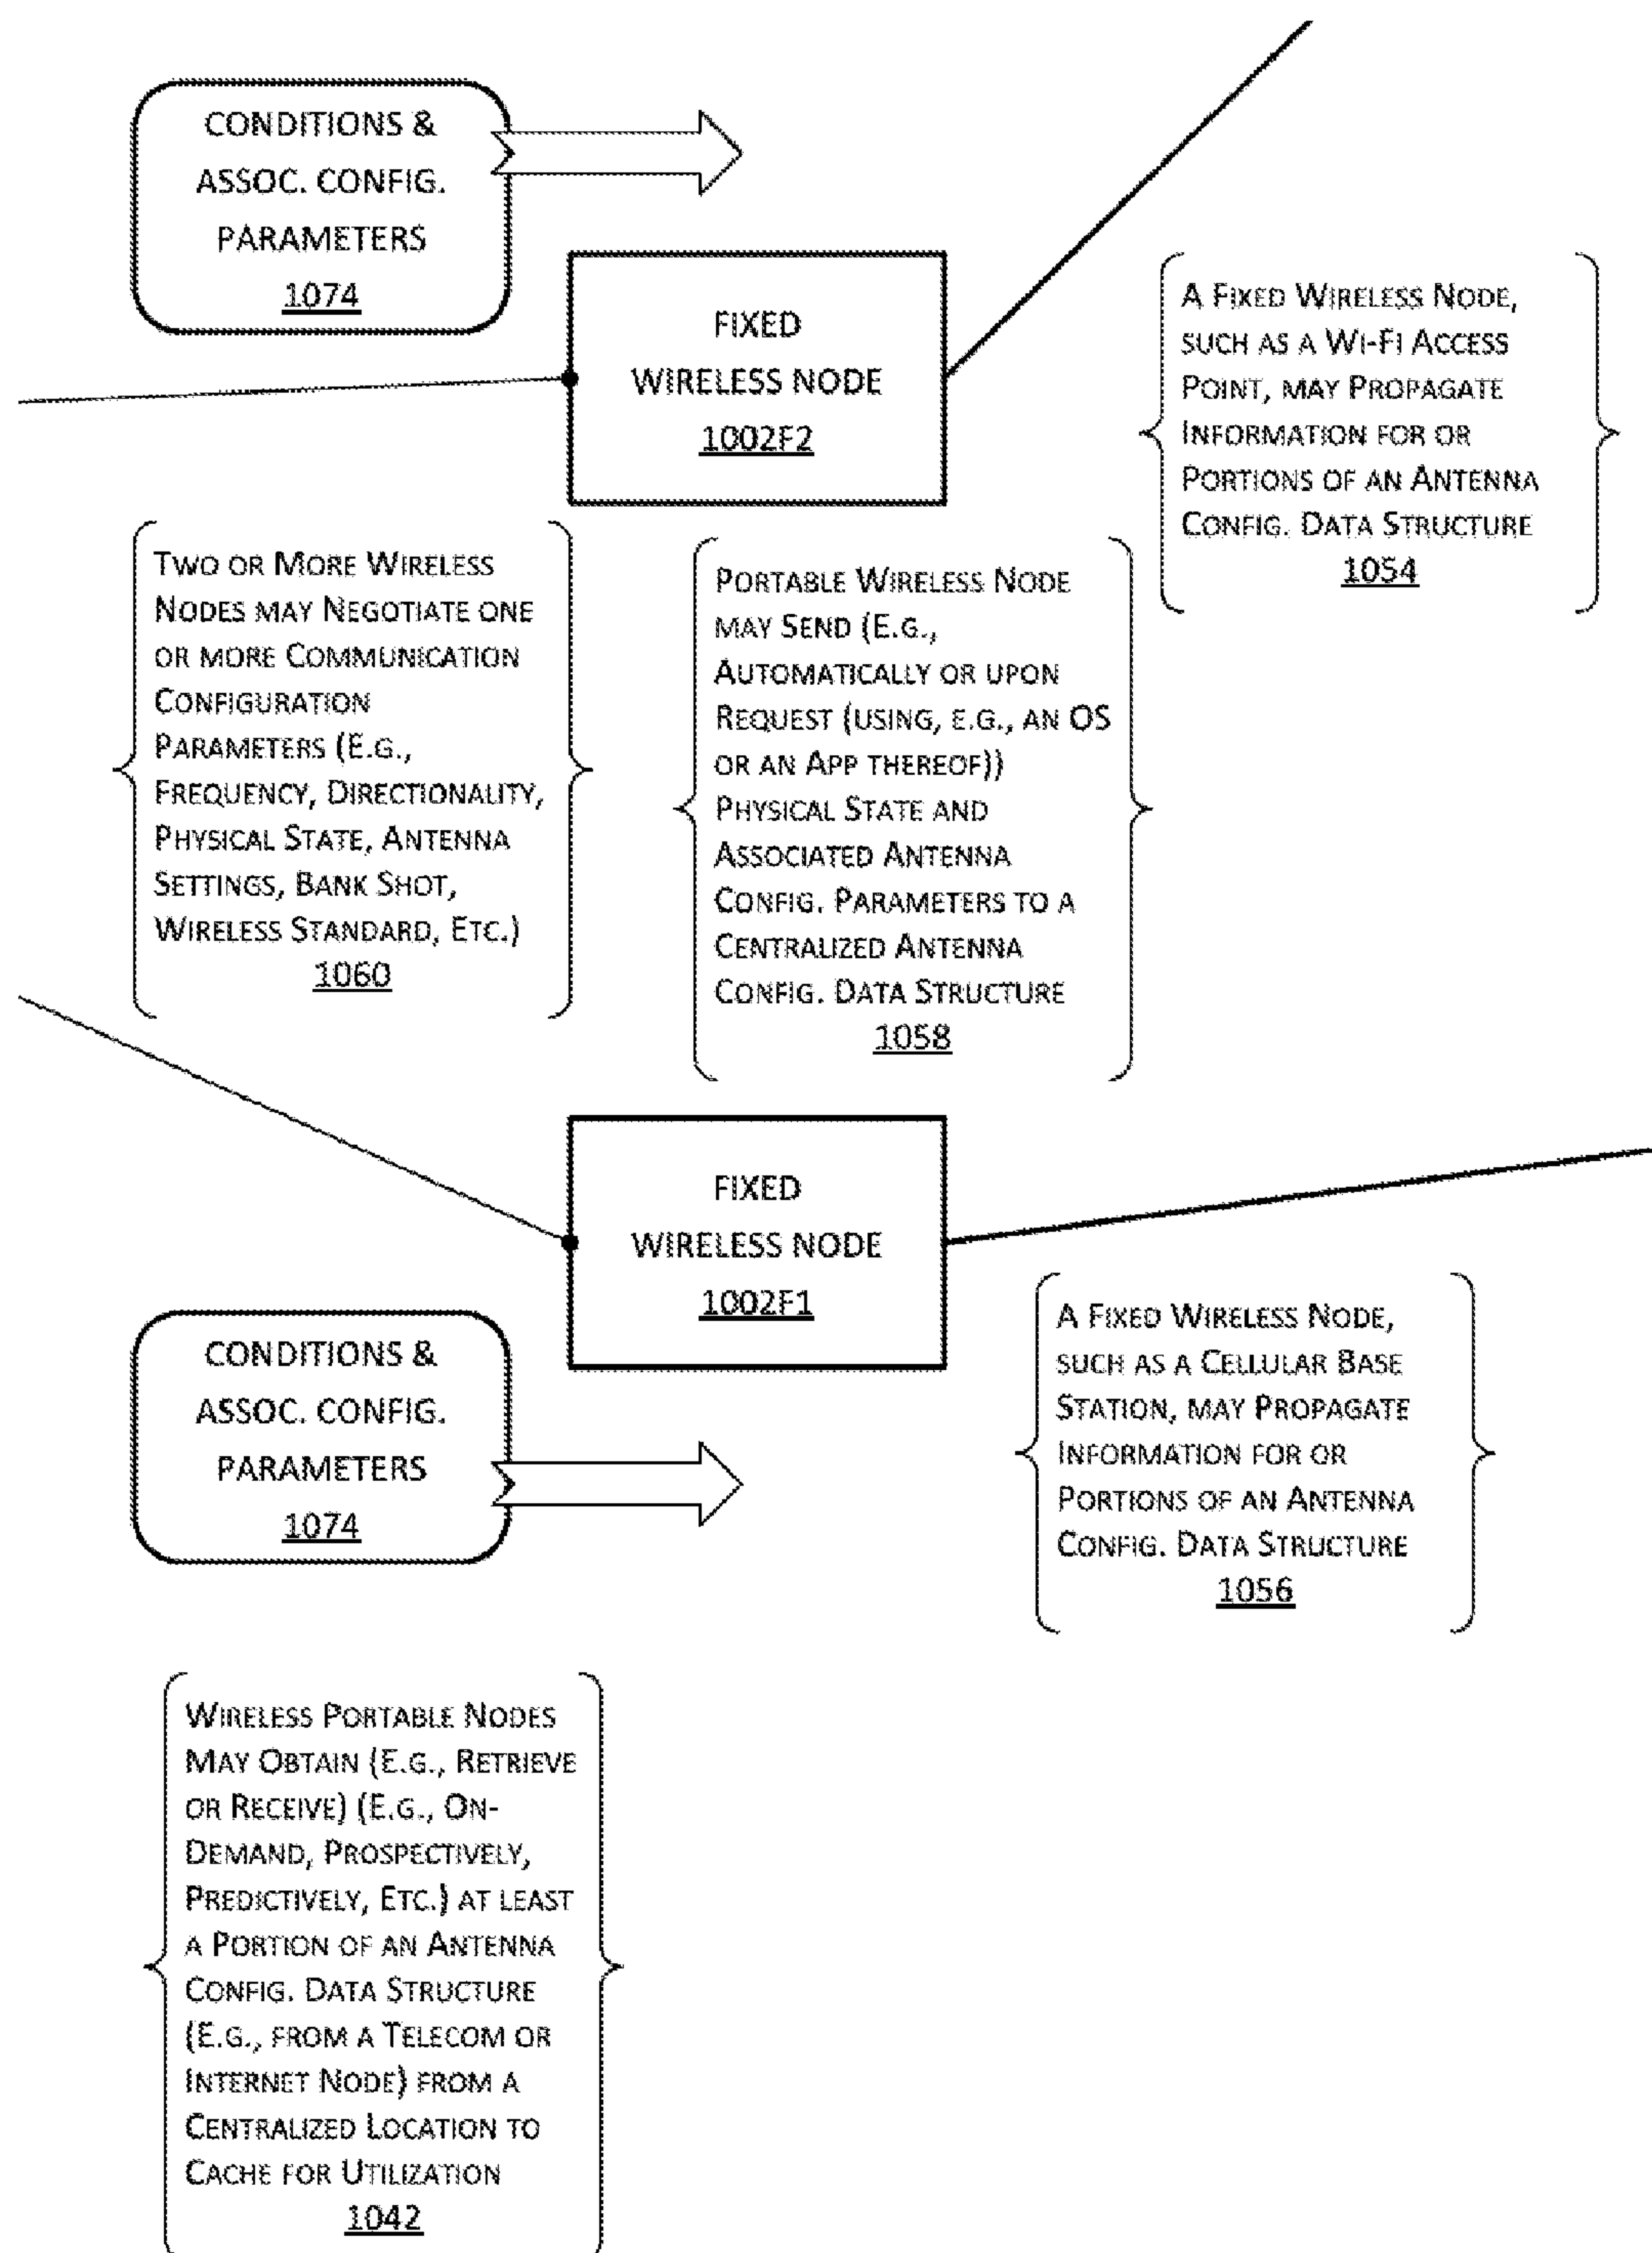 CONDITIONS &
ASSOC. CONFIG.
PARAMETERS
1074
FIXED
WIRELESS NODE
1002F2
A FIXED WIRELESS NODE,
SUCH AS A WI-FI ACCESS
POINT, MAY PROPAGATE
INFORMATION FOR OR
PORTIONS OF AN ANTENNA
CONFIG. DATA STRUCTURE
1054
TWO OR MORE WIRELESS
NODES MAY NEGOTIATE ONE
OR MORE COMMUNICATION
CONFIGURATION
PARAMETERS (E.G.,
FREQUENCY, DIRECTIONALITY,
PHYSICAL STATE, ANTENNA
SETTINGS, BANK SHOT,
WIRELESS STANDARD, ETC.)
1060
PORTABLE WIRELESS NODE
MAY SEND (E.G.,
AUTOMATICALLY OR UPON
REQUEST (USING, E.G., AN OS
OR AN APP THEREOF))
PHYSICAL STATE AND
ASSOCIATED ANTENNA
CONFIG. PARAMETERS TO A
CENTRALIZED ANTENNA
CONFIG. DATA STRUCTURE
1058
FIXED
WIRELESS NODE
1002F1
CONDITIONS &
ASSOC. CONFIG.
PARAMETERS
1074
A FIXED WIRELESS NODE,
SUCH AS A CELLULAR BASE
STATION, MAY PROPAGATE
INFORMATION FOR OR
PORTIONS OF AN ANTENNA
CONFIG. DATA STRUCTURE
1056
WIRELESS PORTABLE NODES
MAY OBTAIN (E.G., RETRIEVE
OR RECEIVE) (E.G., ON-
DEMAND, PROSPECTIVELY,
PREDICTIVELY, ETC.) AT LEAST
A PORTION OF AN ANTENNA
CONFIG. DATA STRUCTURE
(E.G., FROM A TELECOM OR
INTERNET NODE) FROM A
CENTRALIZED LOCATION TO
CACHE FOR UTILIZATION
1042